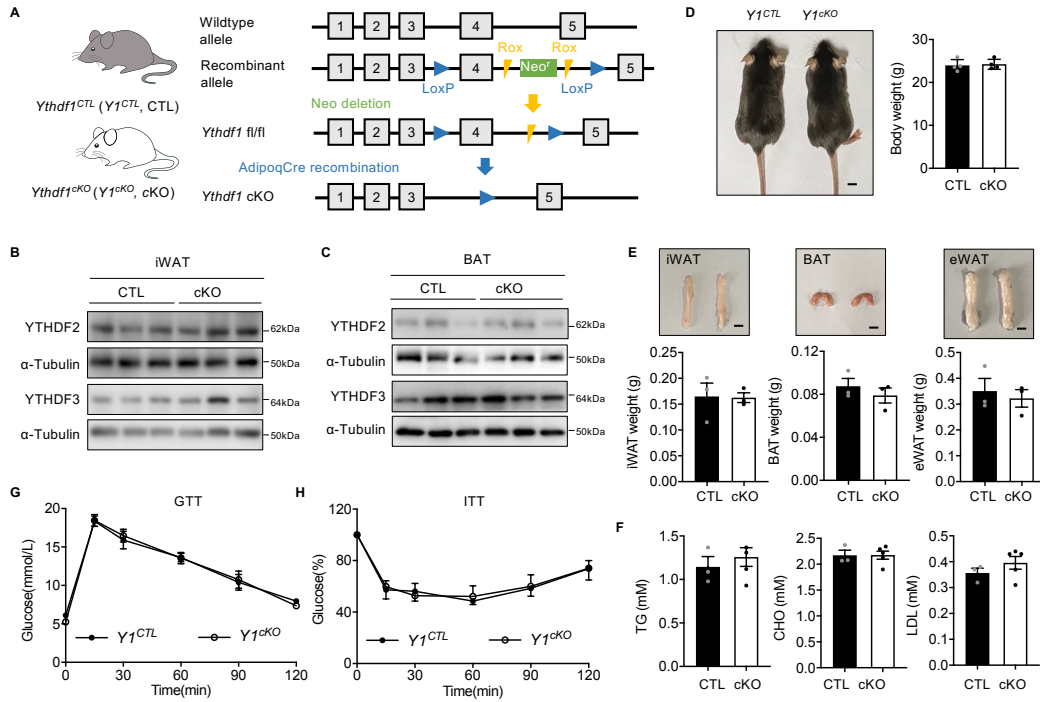 A
Wildtype
allele
1 2 3 4 5
Rox Rox
Recombinant
allele
1 2 3 4 Neoʳ 5
LoxP LoxP
Ythdf1ᶜᵀᴸ (Y1ᶜᵀᴸ, CTL)
Neo deletion
Ythdf1 fl/fl
1 2 3 4 5
AdipoqCre recombination
Ythdf1ᶜᴷᴼ (Y1ᶜᴷᴼ, cKO)
Ythdf1 cKO
1 2 3 5
B
iWAT
CTL cKO
YTHDF2 62kDa
α-Tubulin 50kDa
YTHDF3 64kDa
α-Tubulin 50kDa
C
BAT
CTL cKO
YTHDF2 62kDa
α-Tubulin 50kDa
YTHDF3 64kDa
α-Tubulin 50kDa
D
Y1ᶜᵀᴸ Y1ᶜᴷᴼ
Body weight (g)
30
20
10
0
CTL cKO
E
iWAT
BAT
eWAT
iWAT weight (g)
0.25
0.20
0.15
0.10
0.05
0.00
CTL cKO
BAT weight (g)
0.12
0.08
0.04
0.00
CTL cKO
eWAT weight (g)
0.5
0.4
0.3
0.2
0.1
0.0
CTL cKO
F
TG (mM)
2.0
1.5
1.0
0.5
0.0
CTL cKO
CHO (mM)
2.5
2.0
1.5
1.0
0.5
0.0
CTL cKO
LDL (mM)
0.5
0.4
0.3
0.2
0.1
0.0
CTL cKO
G
GTT
Glucose(mmol/L)
20
15
10
5
0
Y1ᶜᵀᴸ Y1ᶜᴷᴼ
0 30 60 90 120
Time(min)
H
ITT
Glucose(%)
120
80
40
0
Y1ᶜᵀᴸ Y1ᶜᴷᴼ
0 30 60 90 120
Time(min)